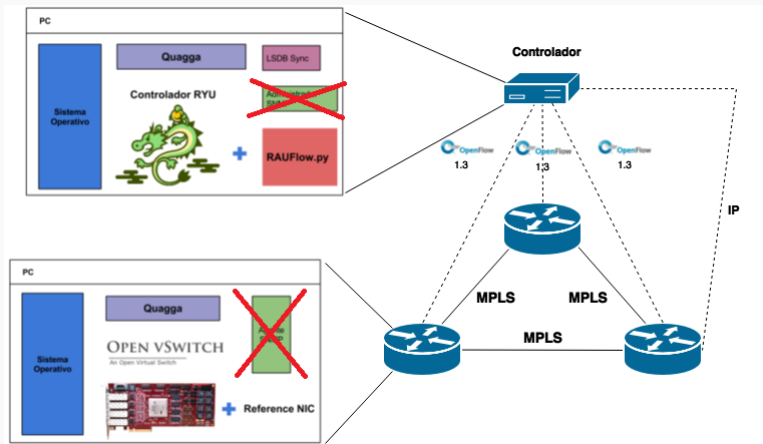 PC
Quagga
LSDB Sync
Sistema
Operativo
Controlador RYU
Administrador
RAUFlow.py
Controlador
OpenFlow
1.3
OpenFlow
1.3
OpenFlow
1.3
IP
MPLS
MPLS
MPLS
PC
Quagga
Sistema
Operativo
OPEN VSWITCH
An Open Virtual Switch
Reference NIC